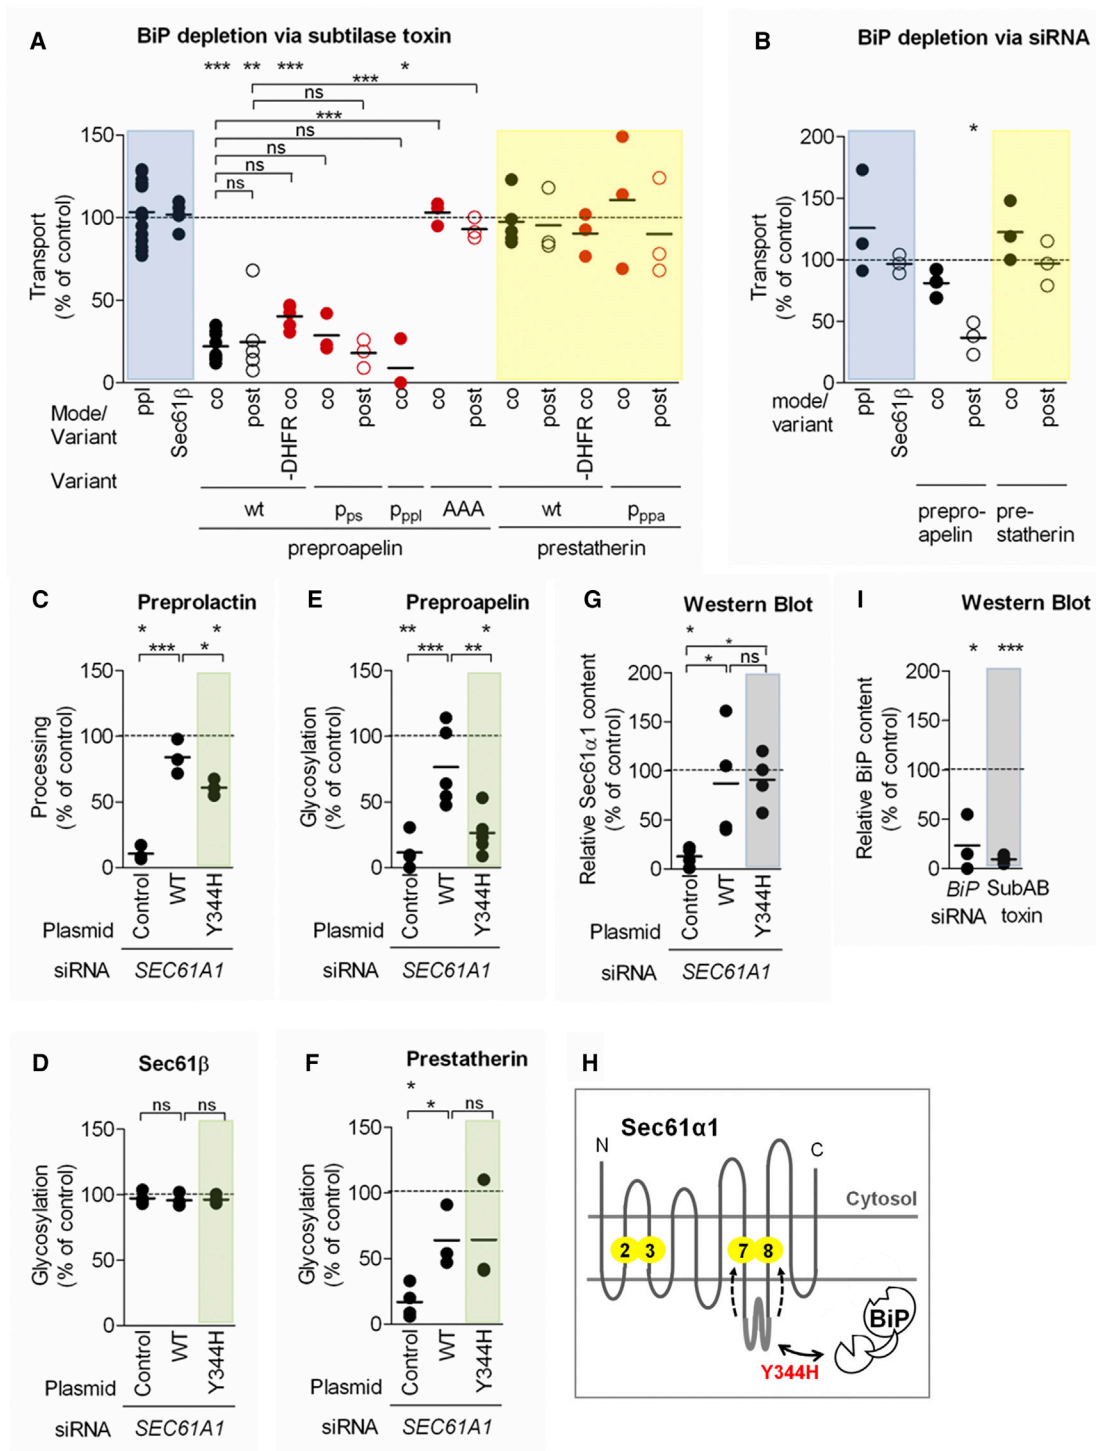 A
BiP depletion via subtilase toxin
*** ** *** *
***
ns
***
ns
ns
ns
ns
150
100
50
0
Transport
(% of control)
Mode/
Variant
ppl
Sec61β
co
post
-DHFR co
co
post
co
co
post
co
post
-DHFR co
co
post
Variant
wt
pps
pppl
AAA
wt
pppa
preproapelin
prestatherin
B
BiP depletion via siRNA
*
200
150
100
50
0
Transport
(% of control)
mode/
variant
ppl
Sec61β
co
post
co
post
prepro-
apelin
pre-
statherin
C
Preprolactin
* *
*** *
150
100
50
0
Processing
(% of control)
Control
WT
Y344H
Plasmid
siRNA
SEC61A1
E
Preproapelin
** *
*** **
150
100
50
0
Glycosylation
(% of control)
Control
WT
Y344H
Plasmid
siRNA
SEC61A1
G
Western Blot
*
*
* ns
200
150
100
50
0
Relative Sec61α1 content
(% of control)
Control
WT
Y344H
Plasmid
siRNA
SEC61A1
I
Western Blot
* ***
200
150
100
50
0
Relative BiP content
(% of control)
BiP SubAB
siRNA toxin
D
Sec61β
ns ns
150
100
50
0
Glycosylation
(% of control)
Control
WT
Y344H
Plasmid
siRNA
SEC61A1
F
Prestatherin
*
* ns
150
100
50
0
Glycosylation
(% of control)
Control
WT
Y344H
Plasmid
siRNA
SEC61A1
H
Sec61α1
N
C
Cytosol
2 3 7 8
BiP
Y344H